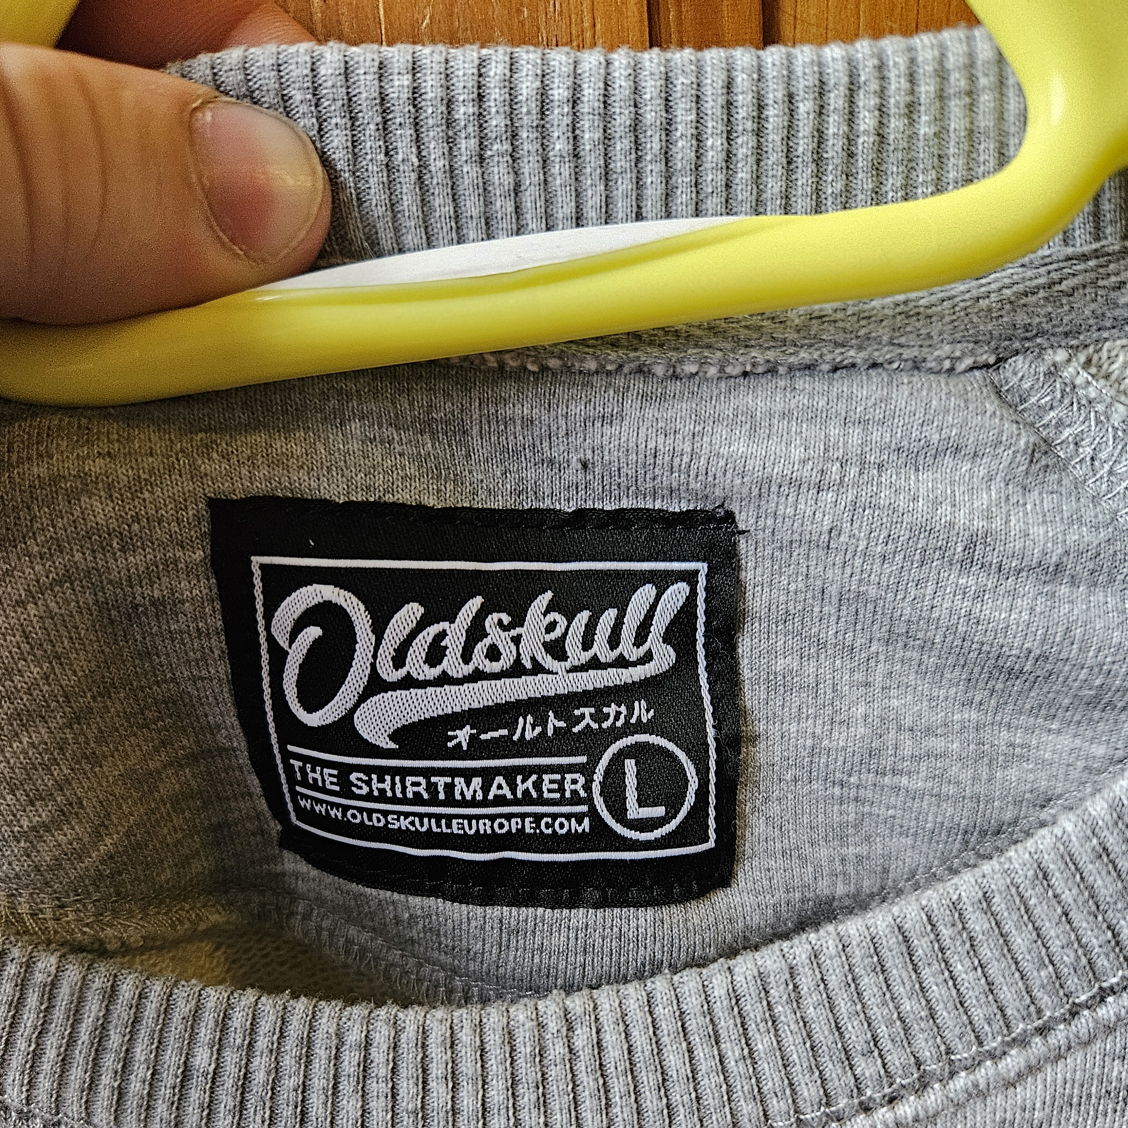 Oldskull
オールトスカル
THE SHIRTMAKER
WWW.OLDSKULLEUROPE.COM
L